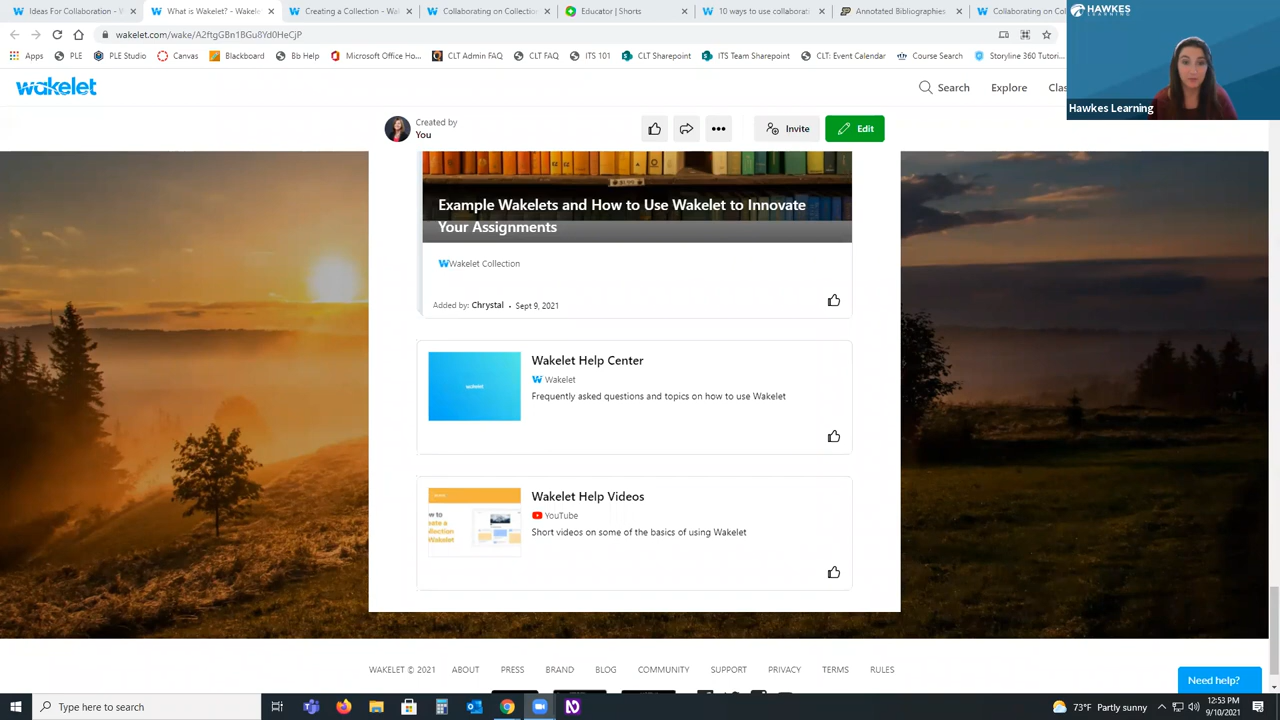 Ideas For Collaboration - W
What is Wakelet? - Wakele
Creating a Collection - Wak
Collaborating on Collection
Educator | Shorts
10 ways to use collaborati
Annotated Bibliographies
Collaborating on Col
wakelet.com/wake/A2ftgGBn1BGu8Yd0HeCjP
Apps PLE PLE Studio Canvas Blackboard Bb Help Microsoft Office Ho... CLT Admin FAQ CLT FAQ ITS 101 CLT Sharepoint ITS Team Sharepoint CLT: Event Calendar Course Search Storyline 360 Tutori...
HAWKES
LEARNING
Hawkes Learning
wakelet
Search Explore Clas
Created by
You
Invite Edit
Example Wakelets and How to Use Wakelet to Innovate
Your Assignments
Wakelet Collection
Added by: Chrystal • Sept 9, 2021
wakelet
Wakelet Help Center
Wakelet
Frequently asked questions and topics on how to use Wakelet
Wakelet Help Videos
YouTube
Short videos on some of the basics of using Wakelet
WAKELET © 2021 ABOUT PRESS BRAND BLOG COMMUNITY SUPPORT PRIVACY TERMS RULES
Need help?
Type here to search
73°F Partly sunny
12:53 PM
9/10/2021